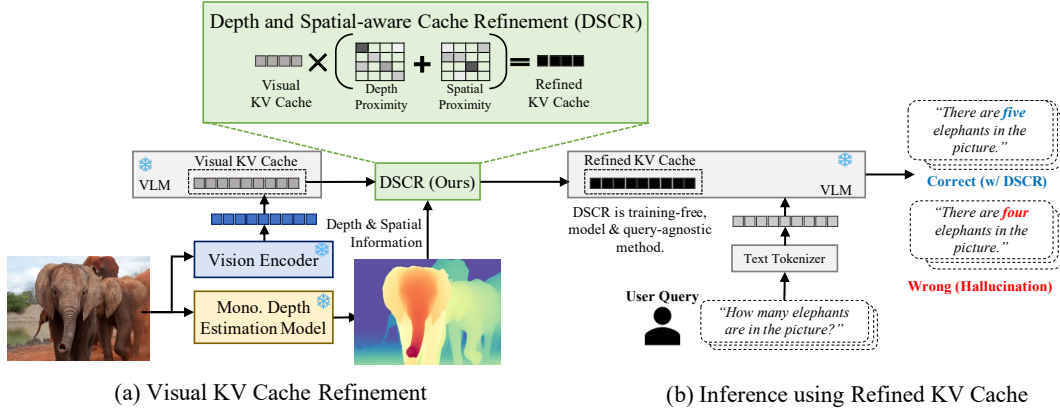 Depth and Spatial-aware Cache Refinement (DSCR)
Visual
KV Cache
Depth
Proximity
Spatial
Proximity
Refined
KV Cache
VLM
Visual KV Cache
DSCR (Ours)
Depth & Spatial
Information
Vision Encoder
Mono. Depth
Estimation Model
(a) Visual KV Cache Refinement
Refined KV Cache
VLM
DSCR is training-free,
model & query-agnostic
method.
Text Tokenizer
User Query
“How many elephants
are in the picture?”
“There are five
elephants in the
picture.”
Correct (w/ DSCR)
“There are four
elephants in the
picture.”
Wrong (Hallucination)
(b) Inference using Refined KV Cache